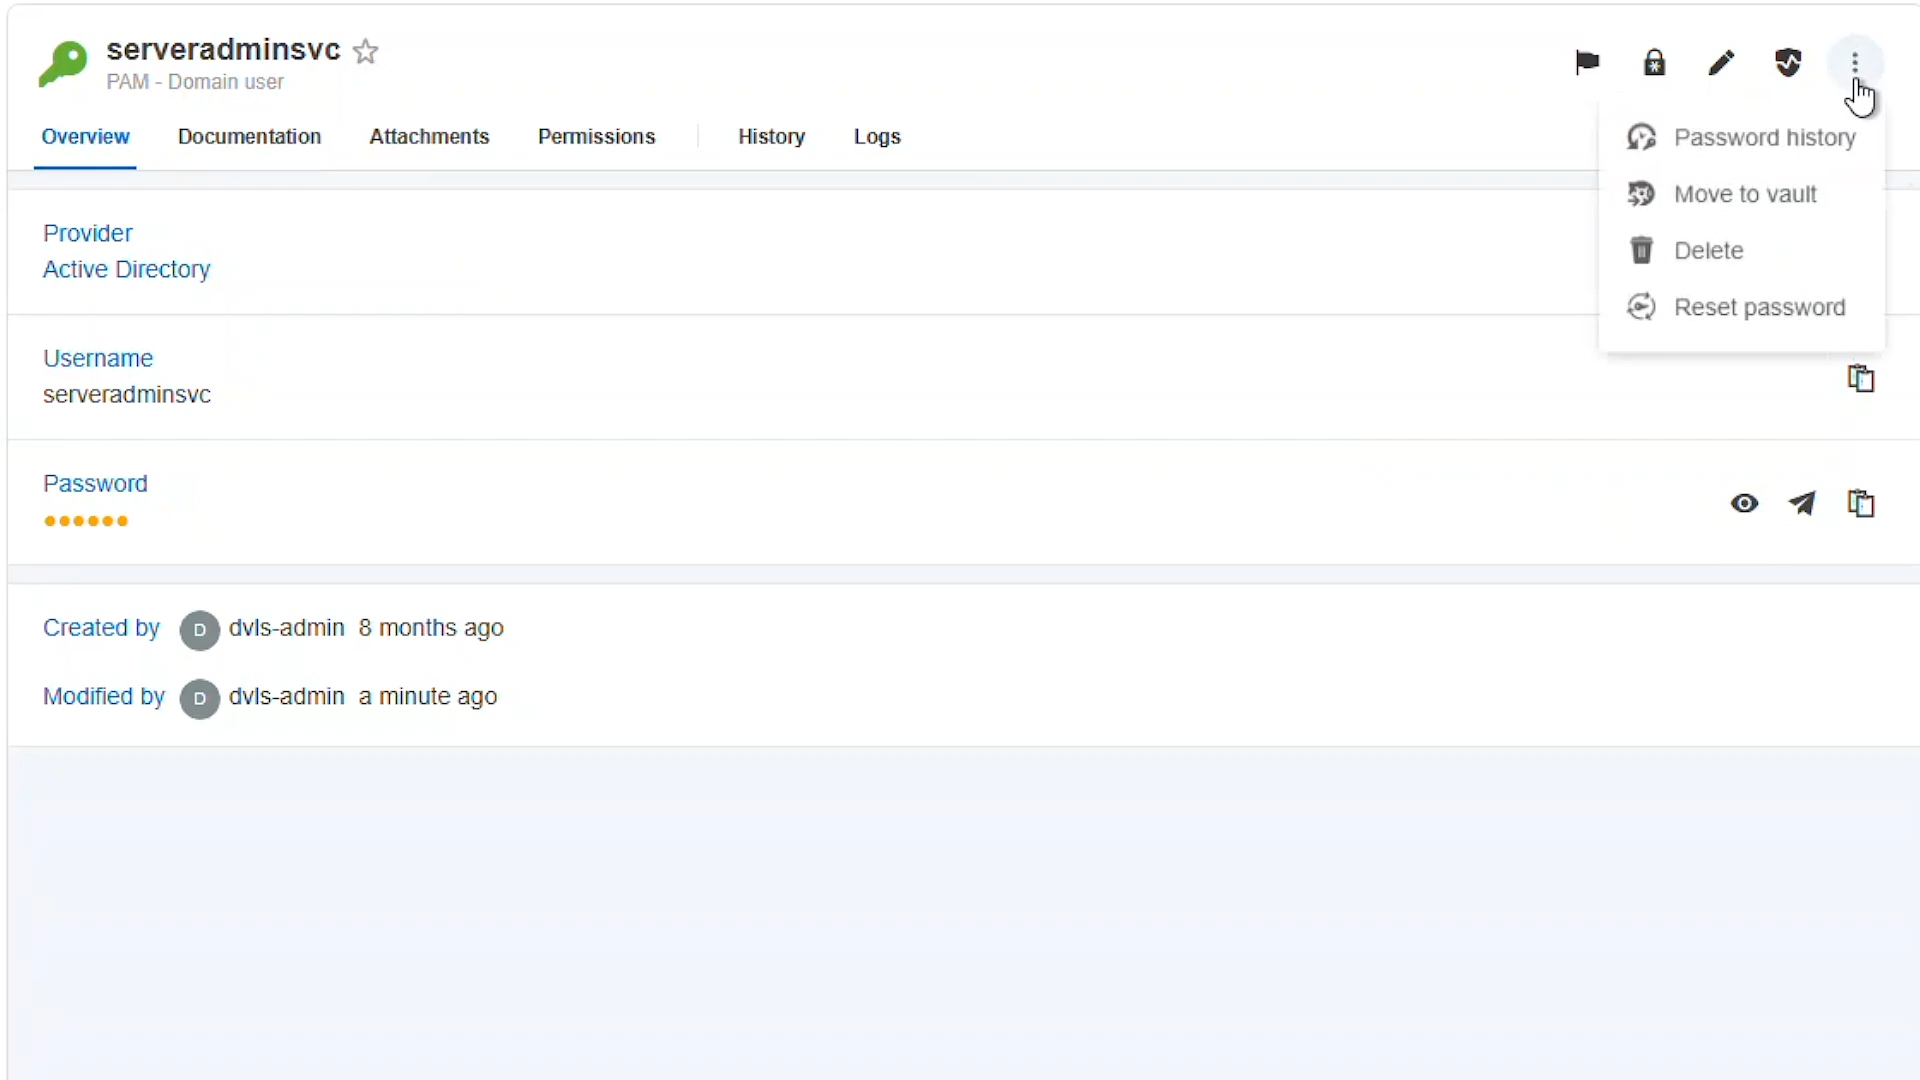 serveradminsvc
PAM - Domain user
Overview Documentation Attachments Permissions History Logs
Password history
Move to vault
Delete
Reset password
Provider
Active Directory
Username
serveradminsvc
Password
Created by D dvls-admin 8 months ago
Modified by D dvls-admin a minute ago